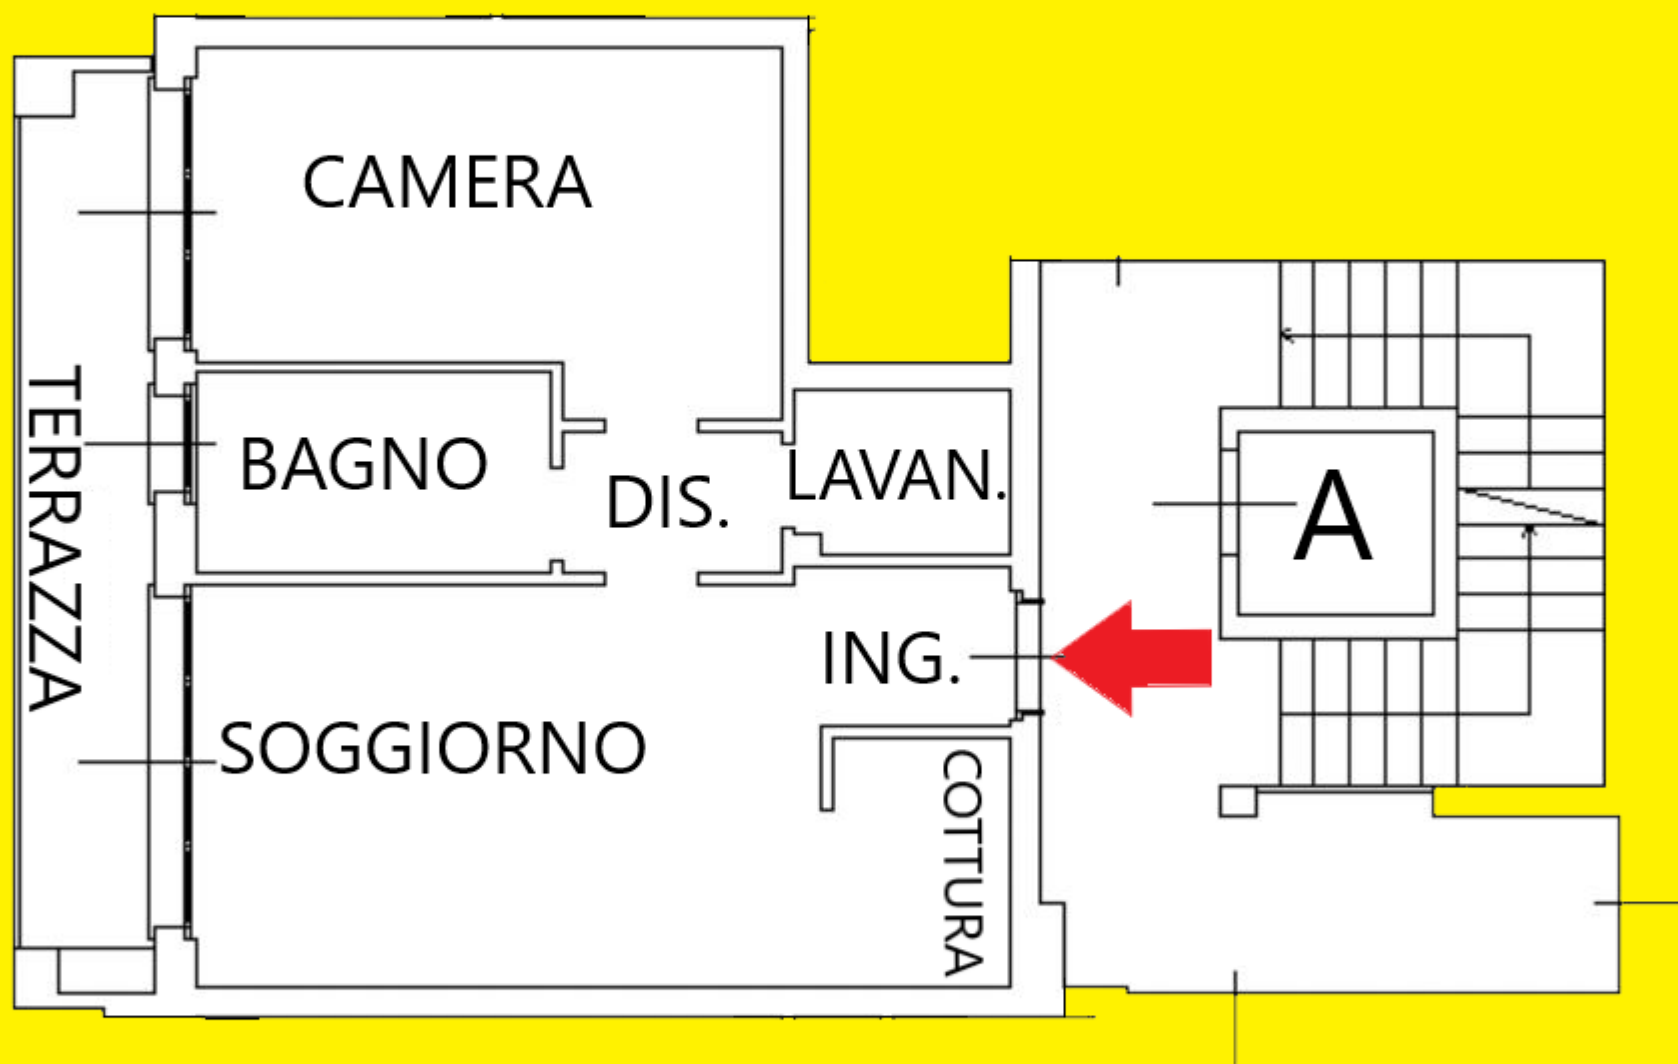 CAMERA
TERRAZZA
BAGNO
DIS.
LAVAN.
A
ING.
SOGGIORNO
COTTURA